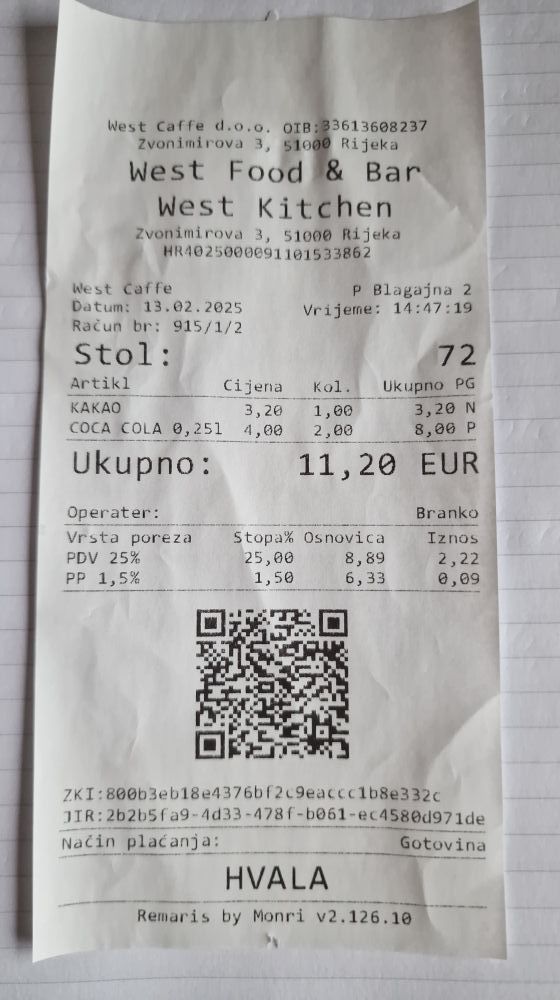 West Caffe d.o.o. OIB:33613608237
Zvonimirova 3, 51000 Rijeka
West Food & Bar
West Kitchen
Zvonimirova 3, 51000 Rijeka
HR4025000091101533862
West Caffe P Blagajna 2
Datum: 13.02.2025 Vrijeme: 14:47:19
Račun br: 915/1/2
Stol: 72
Artikl Cijena Kol. Ukupno PG
KAKAO 3,20 1,00 3,20 N
COCA COLA 0,25l 4,00 2,00 8,00 P
Ukupno: 11,20 EUR
Operater: Branko
Vrsta poreza Stopa% Osnovica Iznos
PDV 25% 25,00 8,89 2,22
PP 1,5% 1,50 6,33 0,09
ZKI:800b3eb18e4376bf2c9eaccc1b8e332c
JIR:2b2b5fa9-4d33-478f-b061-ec4580d971de
Način plaćanja: Gotovina
HVALA
Remaris by Monri v2.126.10